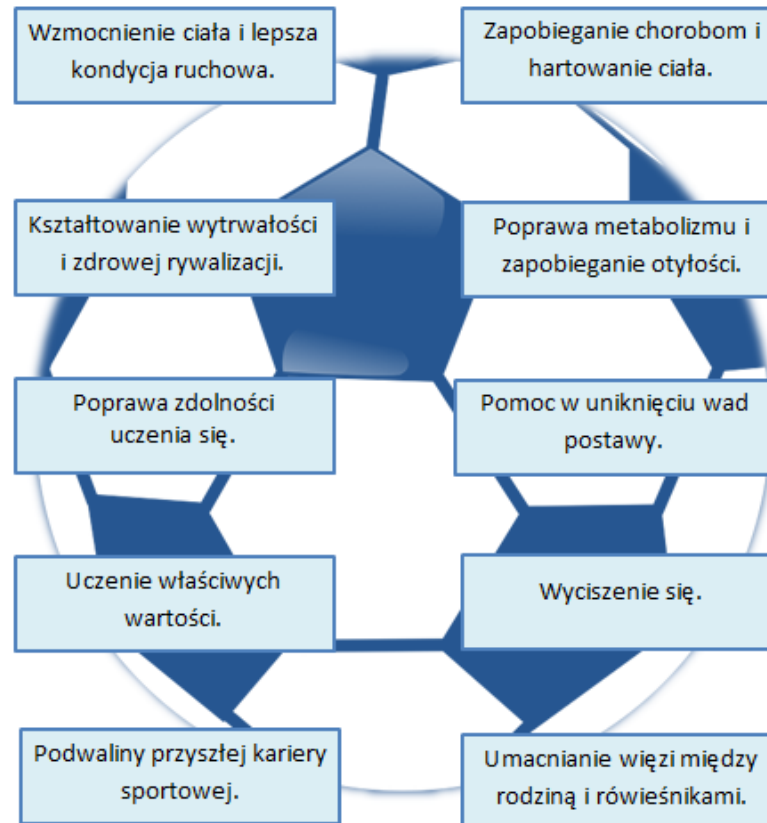 Wzmocnienie ciała i lepsza
kondycja ruchowa.
Zapobieganie chorobom i
hartowanie ciała.
Kształtowanie wytrwałości
i zdrowej rywalizacji.
Poprawa metabolizmu i
zapobieganie otyłości.
Poprawa zdolności
uczenia się.
Pomoc w uniknięciu wad
postawy.
Uczenie właściwych
wartości.
Wyciszenie się.
Podwaliny przyszłej kariery
sportowej.
Umacnianie więzi między
rodziną i rówieśnikami.